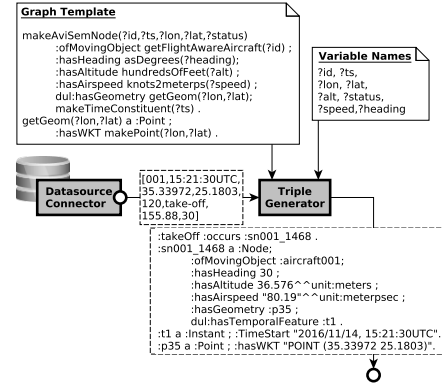 Graph Template
makeAviSemNode(?id,?ts,?lon,?lat,?status)
:ofMovingObject getFlightAwareAircraft(?id) ;
:hasHeading asDegrees(?heading);
:hasAltitude hundredsOfFeet(?alt) ;
:hasAirspeed knots2meterps(?speed) ;
dul:hasGeometry getGeom(?lon,?lat);
makeTimeConstituent(?ts) .
getGeom(?lon,?lat) a :Point ;
:hasWKT makePoint(?lon,?lat) .
Variable Names
?id, ?ts,
?lon, ?lat,
?alt, ?status,
?speed,?heading
Datasource
Connector
[001,15:21:30UTC,
35.33972,25.1803,
120,take-off,
155.88,30]
Triple
Generator
:takeOff :occurs :sn001_1468 .
:sn001_1468 a :Node;
:ofMovingObject :aircraft001;
:hasHeading 30 ;
:hasAltitude 36.576^^unit:meters ;
:hasAirspeed "80.19"^^unit:meterpsec ;
:hasGeometry :p35 ;
dul:hasTemporalFeature :t1 .
:t1 a :Instant ; :TimeStart "2016/11/14, 15:21:30UTC".
:p35 a :Point ; :hasWKT "POINT (35.33972 25.1803)".